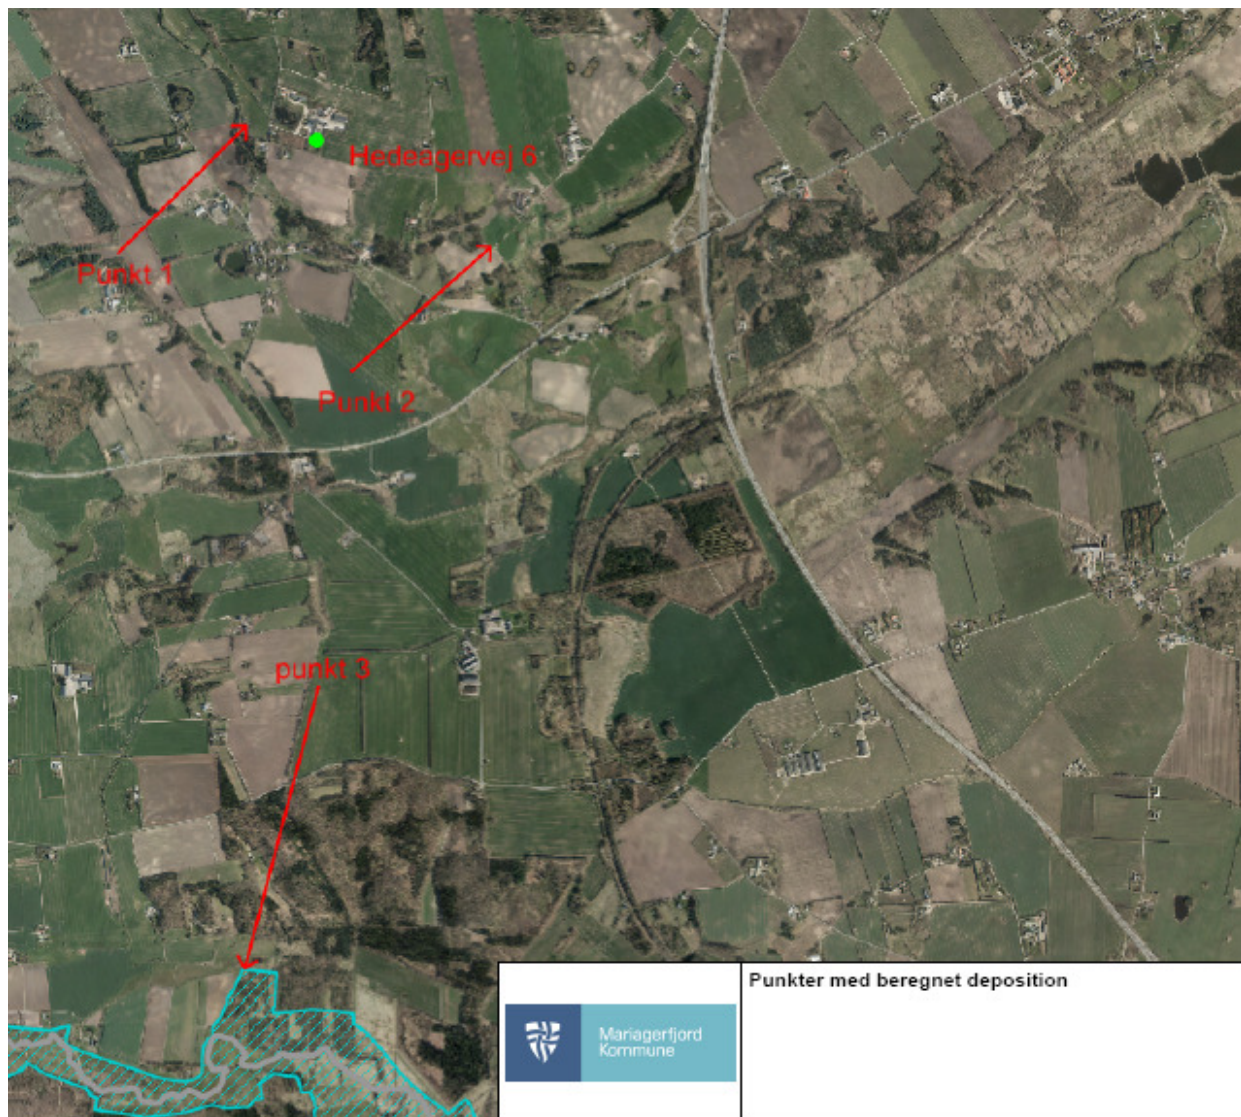 Hedeagervej 6
Punkt 1
Punkt 2
punkt 3
Punkter med beregnet deposition
Mariagerfjord
Kommune